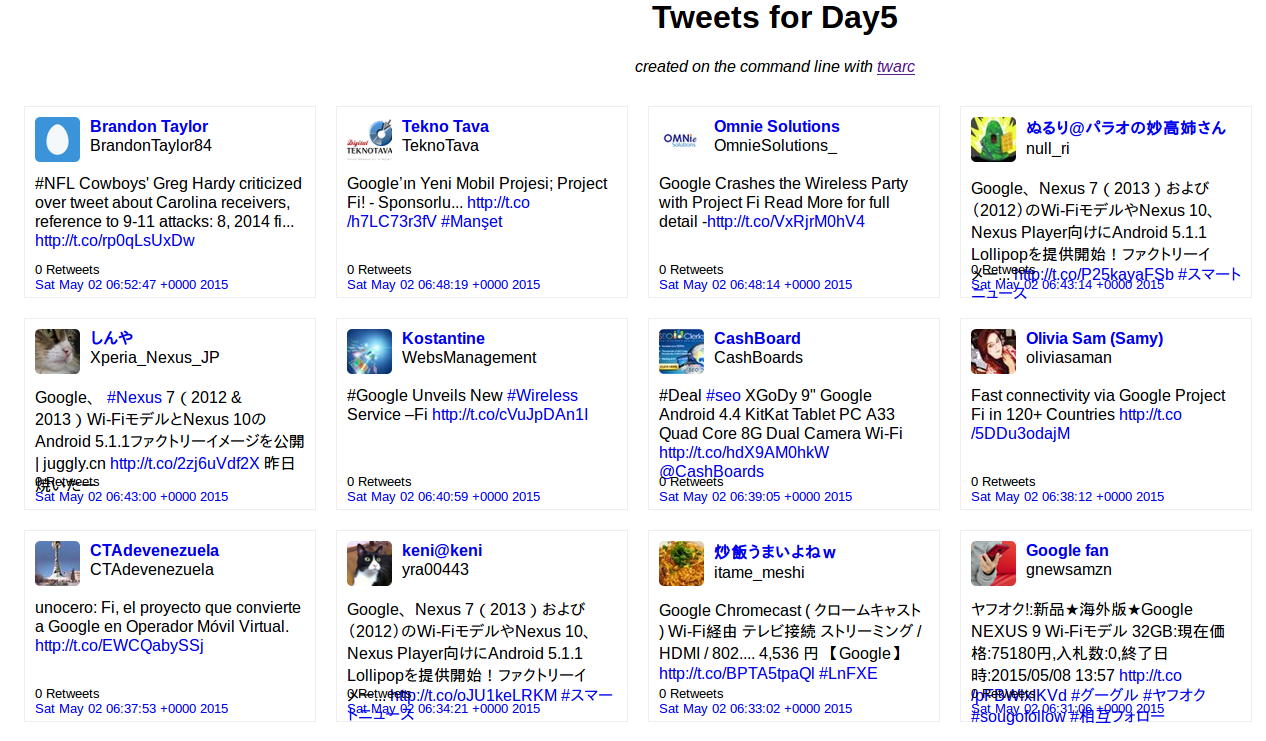 Tweets for Day5
created on the command line with twarc
Brandon Taylor
BrandonTaylor84
#NFL Cowboys' Greg Hardy criticized
over tweet about Carolina receivers,
reference to 9-11 attacks: 8, 2014 fi...
http://t.co/rp0qLsUxDw
0 Retweets
Sat May 02 06:52:47 +0000 2015
Digital
TEKNOTAVA
Tekno Tava
TeknoTava
Google’ın Yeni Mobil Projesi; Project
Fi! - Sponsorlu... http://t.co
/h7LC73r3fV #Manşet
0 Retweets
Sat May 02 06:48:19 +0000 2015
OMNie
Solutions
Omnie Solutions
OmnieSolutions_
Google Crashes the Wireless Party
with Project Fi Read More for full
detail -http://t.co/VxRjrM0hV4
0 Retweets
Sat May 02 06:48:14 +0000 2015
ぬるり@パラオの妙高姉さん
null_ri
Google、Nexus 7（2013）および
（2012）のWi-FiモデルやNexus 10、
Nexus Player向けにAndroid 5.1.1
Lollipopを提供開始！ファクトリーイ
メー... http://t.co/P25kayaFSb #スマート
ニュース
0 Retweets
Sat May 02 06:43:14 +0000 2015
しんや
Xperia_Nexus_JP
Google、 #Nexus 7（2012 &
2013）Wi-FiモデルとNexus 10の
Android 5.1.1ファクトリーイメージを公開
| juggly.cn http://t.co/2zj6uVdf2X 昨日
焼いたー
0 Retweets
Sat May 02 06:43:00 +0000 2015
Kostantine
WebsManagement
#Google Unveils New #Wireless
Service –Fi http://t.co/cVuJpDAn1I
0 Retweets
Sat May 02 06:40:59 +0000 2015
CashBoard
CashBoards
#Deal #seo XGoDy 9" Google
Android 4.4 KitKat Tablet PC A33
Quad Core 8G Dual Camera Wi-Fi
http://t.co/hdX9AM0hkW
@CashBoards
0 Retweets
Sat May 02 06:39:05 +0000 2015
Olivia Sam (Samy)
oliviasaman
Fast connectivity via Google Project
Fi in 120+ Countries http://t.co
/5DDu3odajM
0 Retweets
Sat May 02 06:38:12 +0000 2015
CTAdevenezuela
CTAdevenezuela
unocero: Fi, el proyecto que convierte
a Google en Operador Móvil Virtual.
http://t.co/EWCQabySSj
0 Retweets
Sat May 02 06:37:53 +0000 2015
keni@keni
yra00443
Google、Nexus 7（2013）および
（2012）のWi-FiモデルやNexus 10、
Nexus Player向けにAndroid 5.1.1
Lollipopを提供開始！ファクトリーイ
メー... http://t.co/oJU1keLRKM #スマー
トニュース
0 Retweets
Sat May 02 06:34:21 +0000 2015
炒飯うまいよねｗ
itame_meshi
Google Chromecast ( クロームキャスト
) Wi-Fi経由 テレビ接続 ストリーミング /
HDMI / 802.... 4,536 円 【 Google 】
http://t.co/BPTA5tpaQl #LnFXE
0 Retweets
Sat May 02 06:33:02 +0000 2015
Google fan
gnewsamzn
ヤフオク!:新品★海外版★Google
NEXUS 9 Wi-Fiモデル 32GB:現在価
格:75180円,入札数:0,終了日
時:2015/05/08 13:57 http://t.co
#グーグル #ヤフオク
#sougofollow #相互フォロー
0 Retweets
Sat May 02 06:31:06 +0000 2015